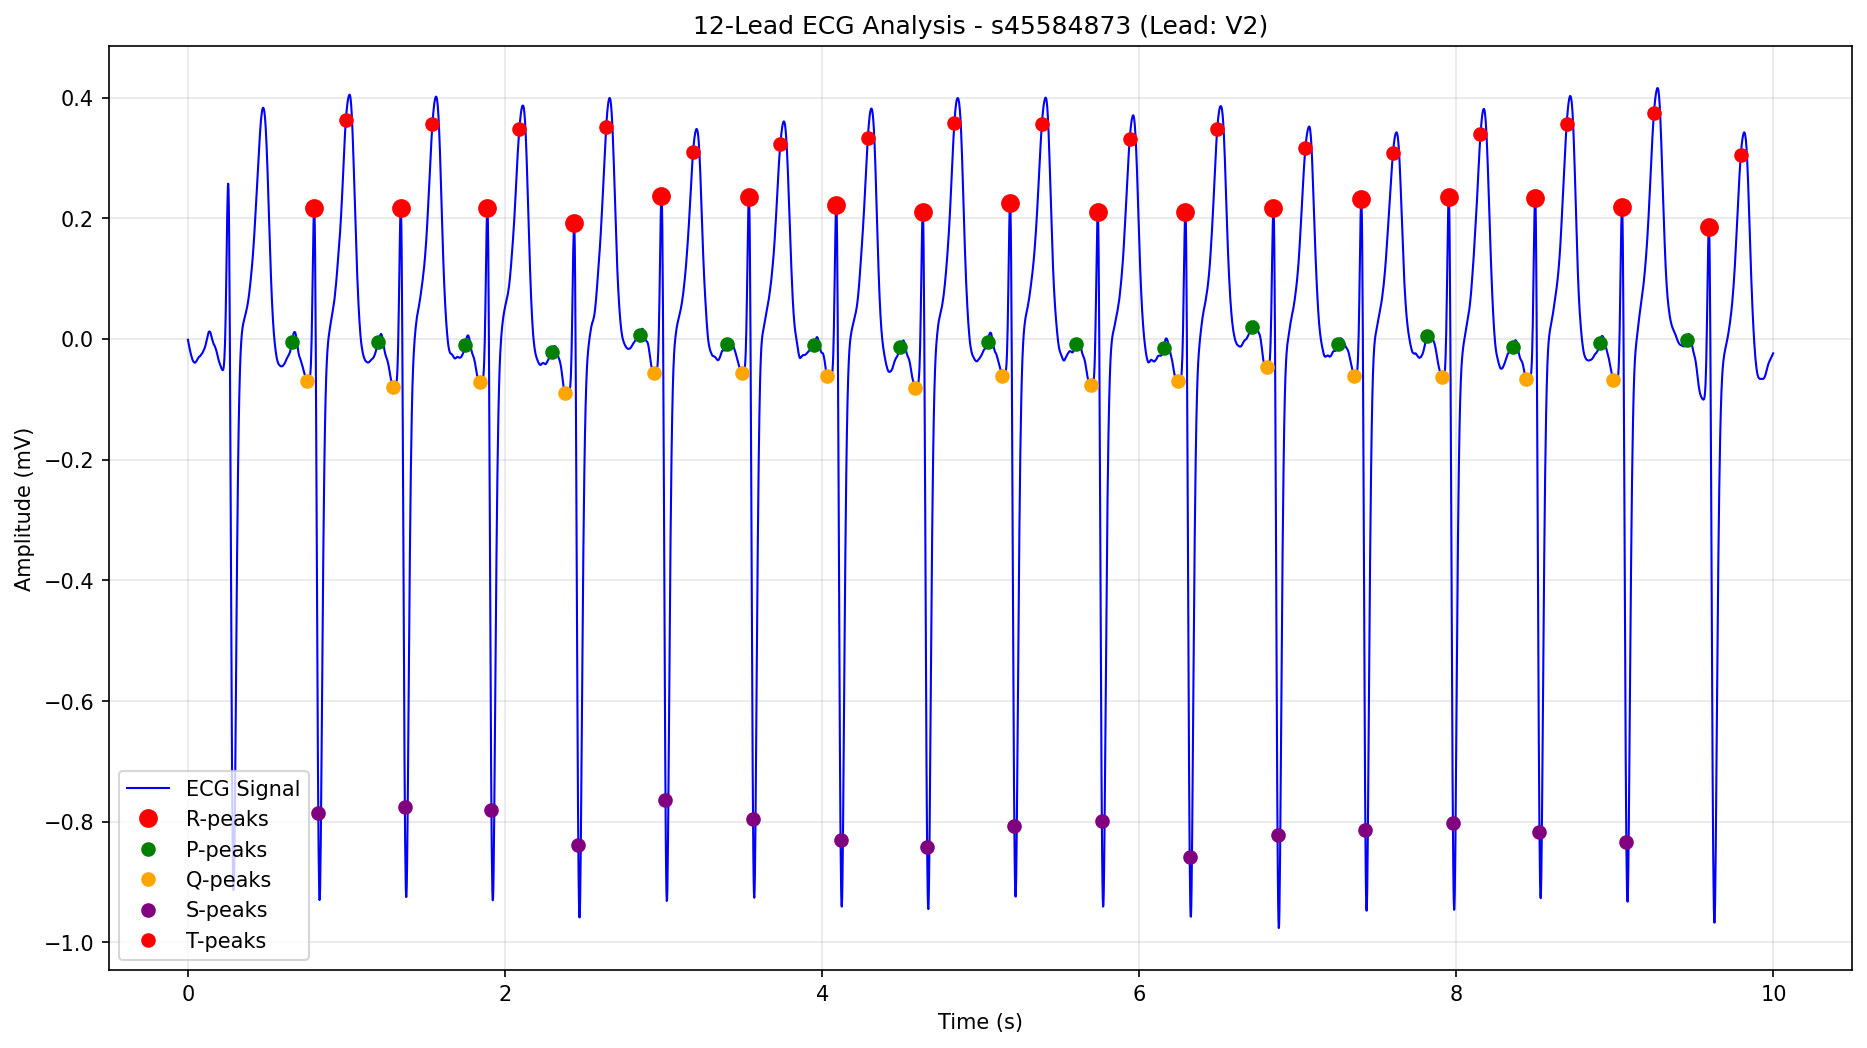 12-Lead ECG Analysis - s45584873 (Lead: V2)
Amplitude (mV)
0.4
0.2
0.0
−0.2
−0.4
−0.6
−0.8
−1.0
ECG Signal
R-peaks
P-peaks
Q-peaks
S-peaks
T-peaks
0 2 4 6 8 10
Time (s)